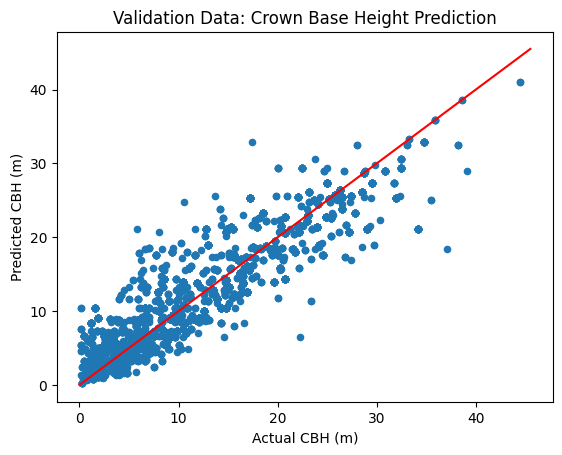 Validation Data: Crown Base Height Prediction
Predicted CBH (m)
40
30
20
10
0
0 10 20 30 40
Actual CBH (m)